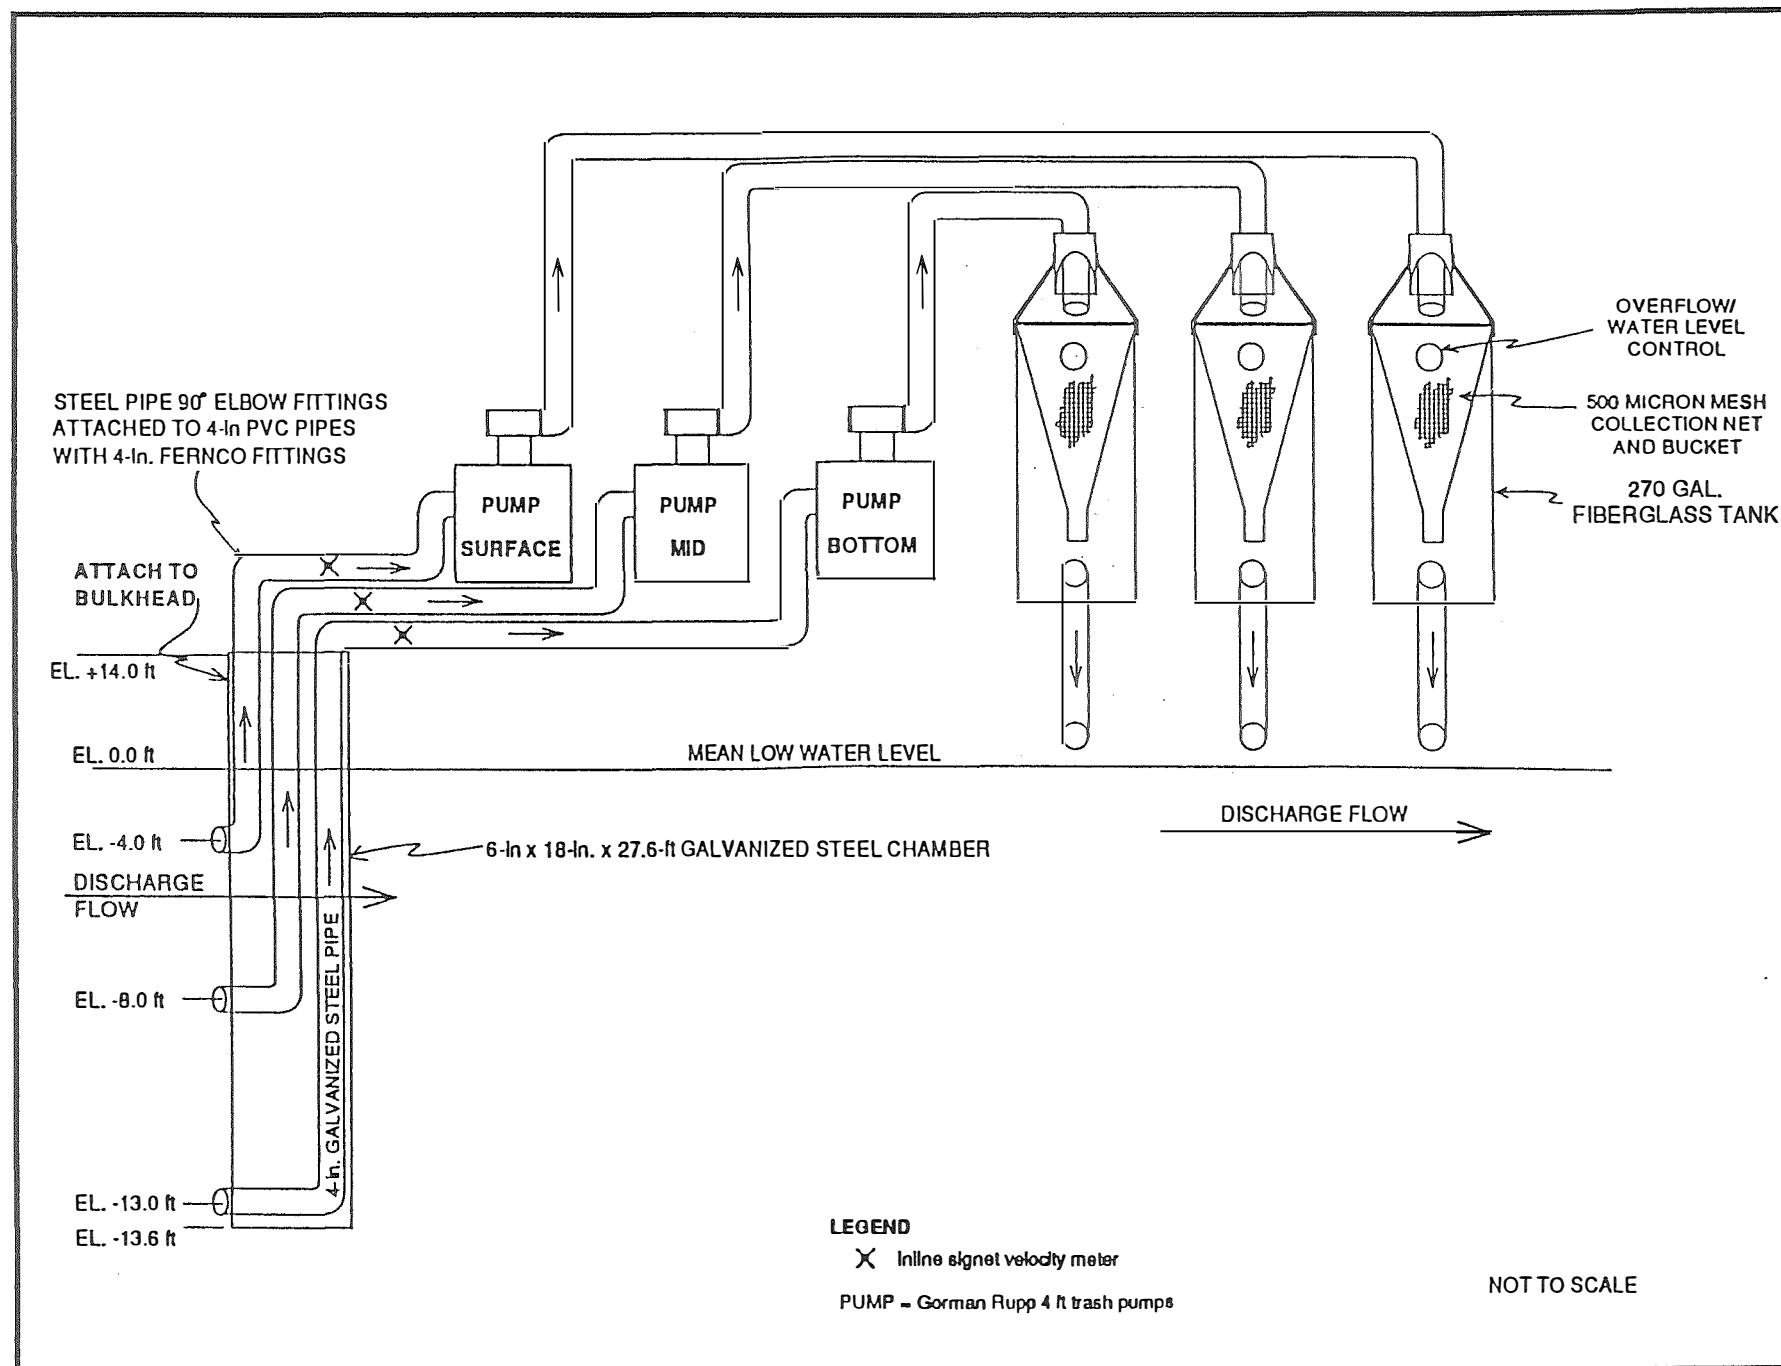 OVERFLOW/
WATER LEVEL
CONTROL
500 MICRON MESH
COLLECTION NET
AND BUCKET
270 GAL.
FIBERGLASS TANK
STEEL PIPE 90° ELBOW FITTINGS
ATTACHED TO 4-In PVC PIPES
WITH 4-In. FERNCO FITTINGS
PUMP
SURFACE
PUMP
MID
PUMP
BOTTOM
ATTACH TO
BULKHEAD
EL. +14.0 ft
EL. 0.0 ft
MEAN LOW WATER LEVEL
EL. -4.0 ft
DISCHARGE FLOW
6-In x 18-In. x 27.6-ft GALVANIZED STEEL CHAMBER
DISCHARGE
FLOW
4-In. GALVANIZED STEEL PIPE
EL. -8.0 ft
EL. -13.0 ft
EL. -13.6 ft
LEGEND
Inline signet velocity meter
PUMP = Gorman Rupp 4 ft trash pumps
NOT TO SCALE